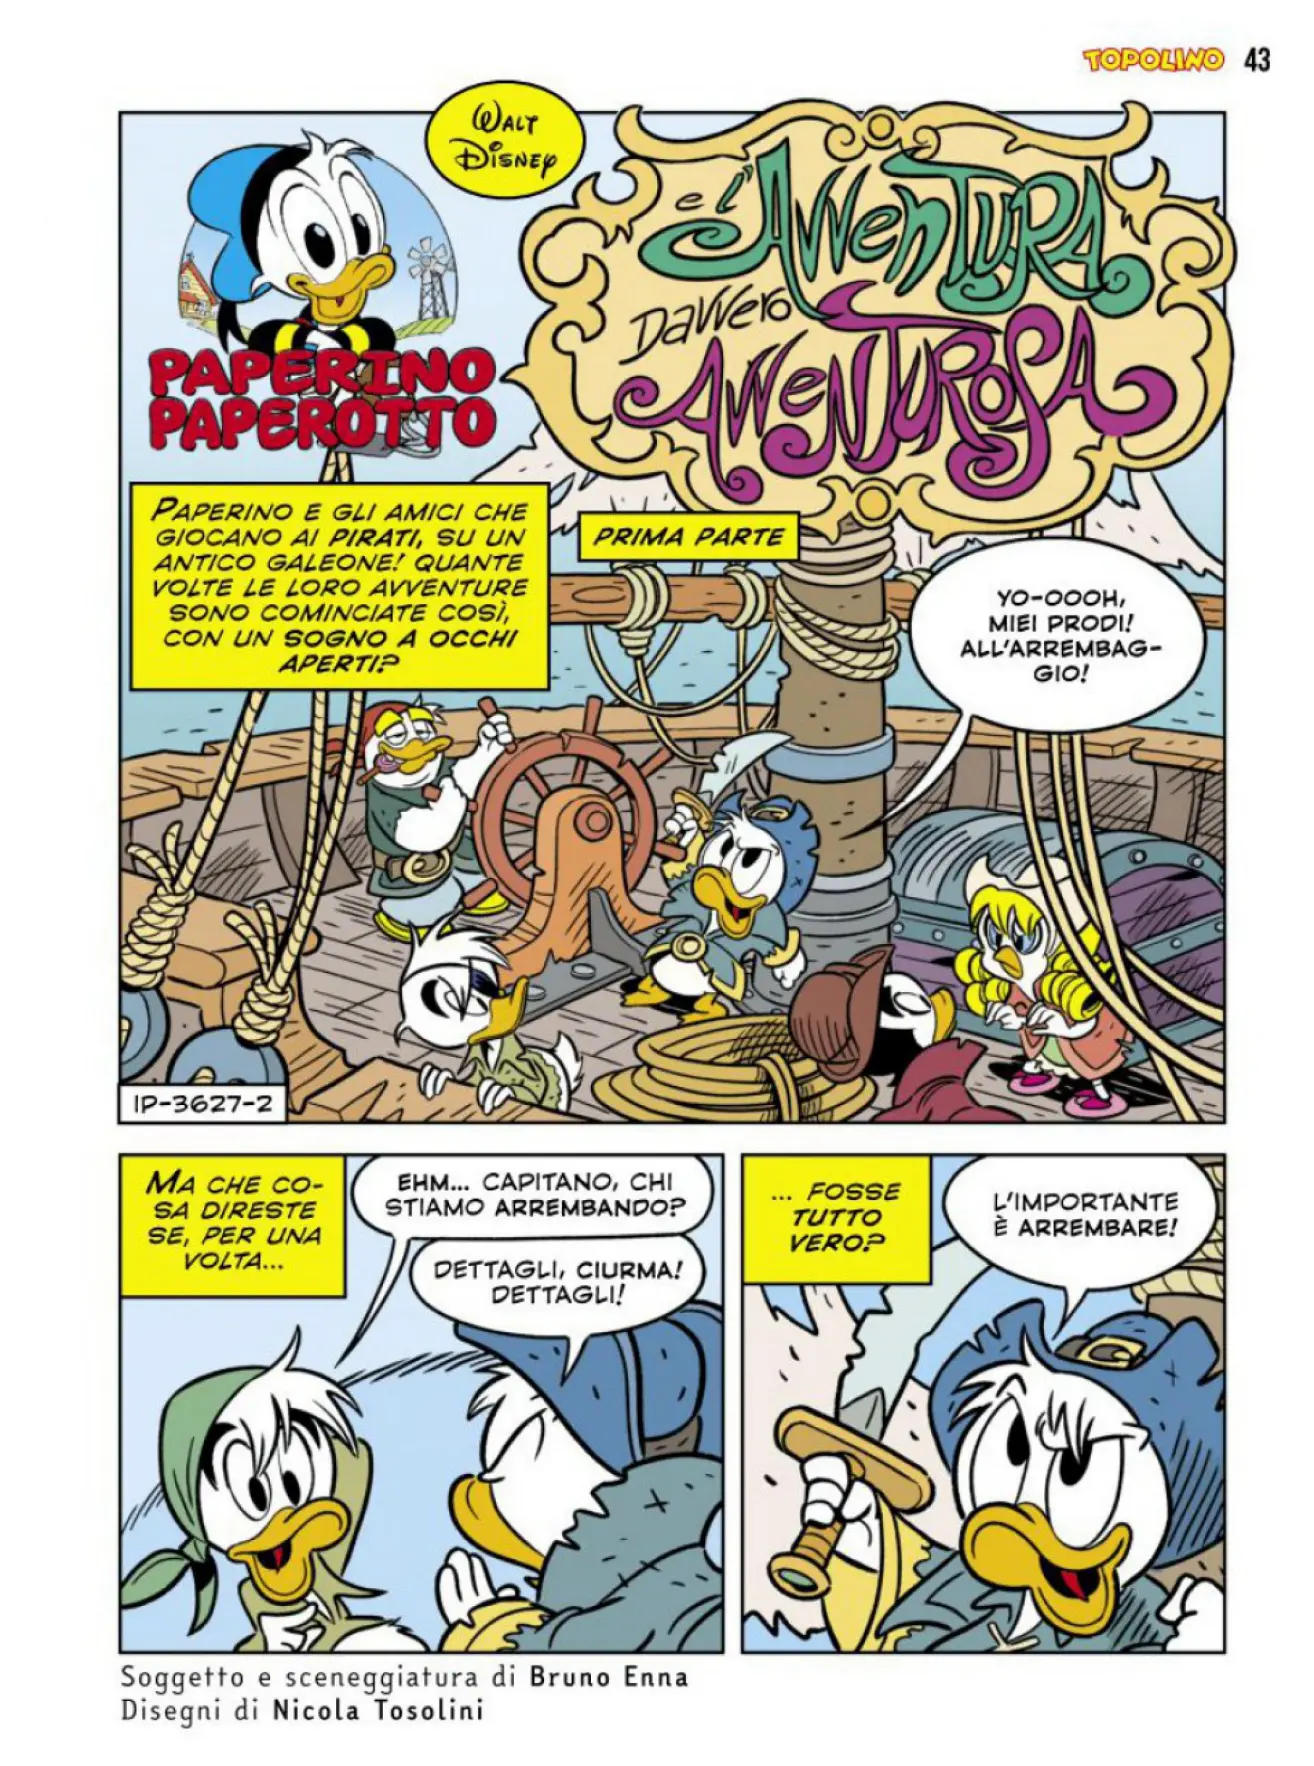 TOPOLINO 43
WALT
DISNEY
PAPERINO
PAPEROTTO
e l'AVVENTURA
DAVVERO
AVVENTUROSA
PAPERINO E GLI AMICI CHE
GIOCANO AI PIRATI, SU UN
ANTICO GALEONE! QUANTE
VOLTE LE LORO AVVENTURE
SONO COMINCIATE COSÌ,
CON UN SOGNO A OCCHI
APERTI?
PRIMA PARTE
YO-OOOH,
MIEI PRODI!
ALL'ARREMBAG-
GIO!
IP-3627-2
MA CHE CO-
SA DIRESTE
SE, PER UNA
VOLTA...
EHM... CAPITANO, CHI
STIAMO ARREMBANDO?
DETTAGLI, CIURMA!
DETTAGLI!
... FOSSE
TUTTO
VERO?
L'IMPORTANTE
È ARREMBARE!
Soggetto e sceneggiatura di Bruno Enna
Disegni di Nicola Tosolini